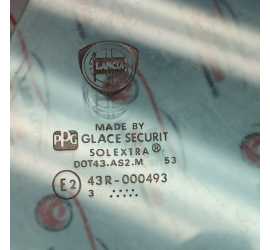 LANCIA
MADE BY
PPG GLACE SECURIT
SOLEXTRA®
DOT43.AS2.M 53
E2 43R-000493
3